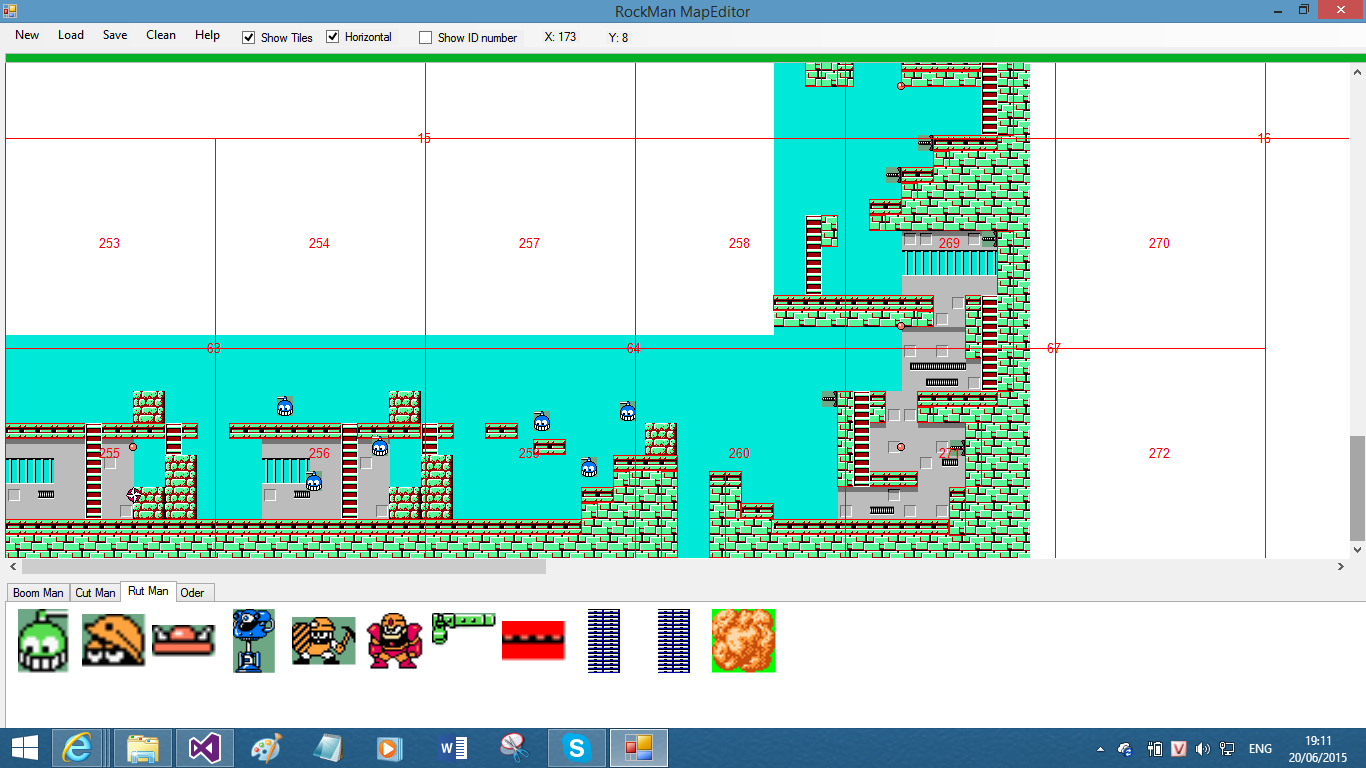 RockMan MapEditor
New Load Save Clean Help Show Tiles Horizontal Show ID number X: 173 Y: 8
15 16
253 254 257 258 269 270
63 64 67
255 256 259 260 272
Boom Man Cut Man Rut Man Oder
19:11
ENG
20/06/2015